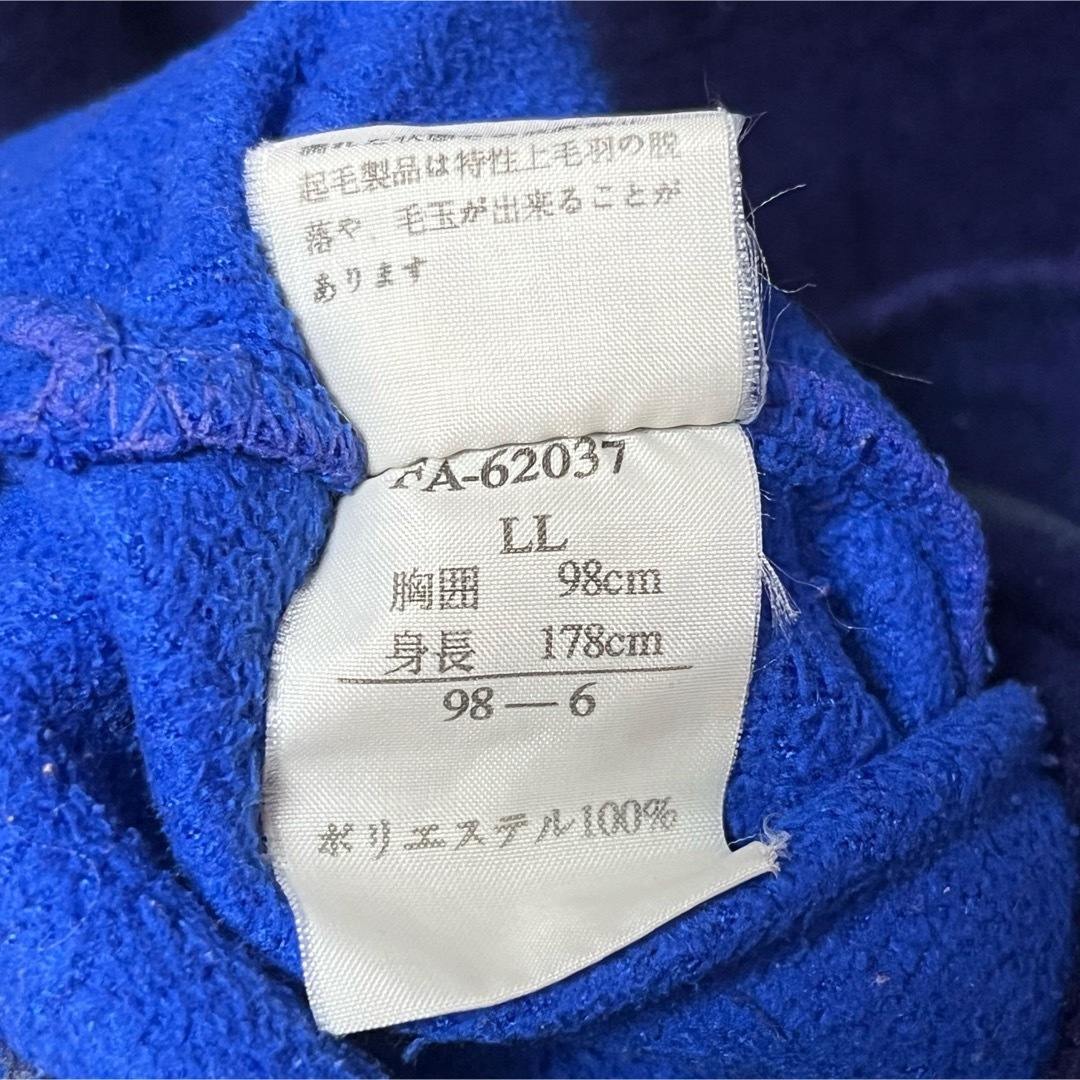 起毛製品は特性上毛羽の脱
落や、毛玉が出来ることが
あります
FA-62037
LL
胸囲 98cm
身長 178cm
98—6
ポリエステル100%